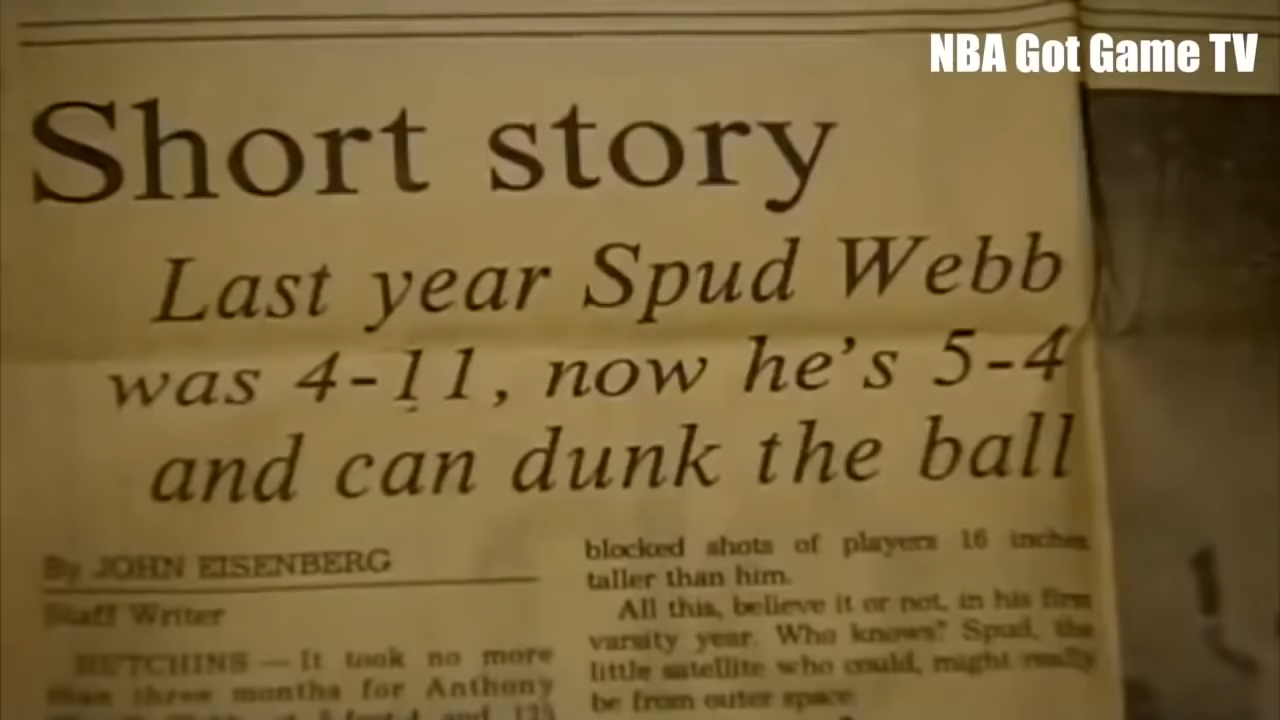 NBA Got Game TV
Short story
Last year Spud Webb
was 4-11, now he's 5-4
and can dunk the ball
By JOHN EISENBERG
Staff Writer
HUTCHINS — It took no more
than three months for Anthony
blocked shots of players 16 inches
taller than him.
All this, believe it or not, in his first
varsity year. Who knows? Spud, the
little satellite who could, might really
be from outer space.